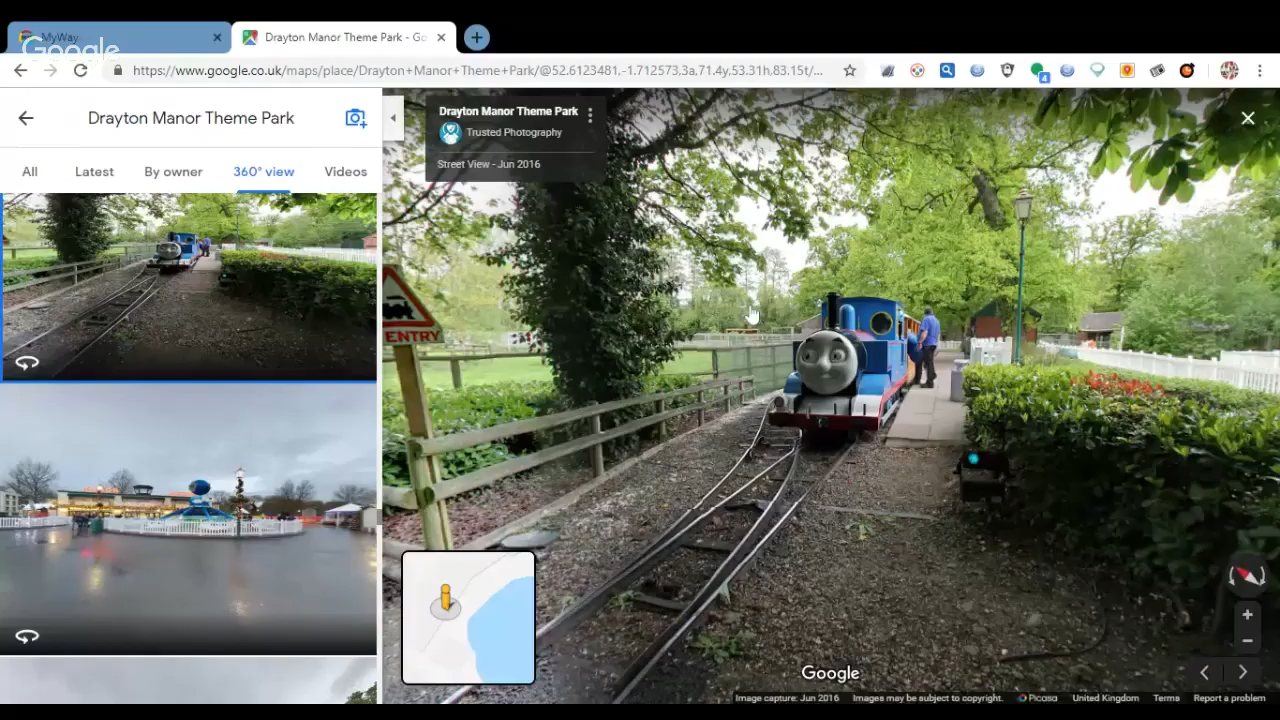 MyWay
Google
Drayton Manor Theme Park - Go
https://www.google.co.uk/maps/place/Drayton+Manor+Theme+Park/@52.6123481,-1.712573,3a,71.4y,53.31h,83.15t/...
4
Drayton Manor Theme Park
All
Latest
By owner
360° view
Videos
Drayton Manor Theme Park
Trusted Photography
Street View - Jun 2016
ENTRY
Google
Image capture: Jun 2016
Images may be subject to copyright.
Picasa
United Kingdom
Terms
Report a problem